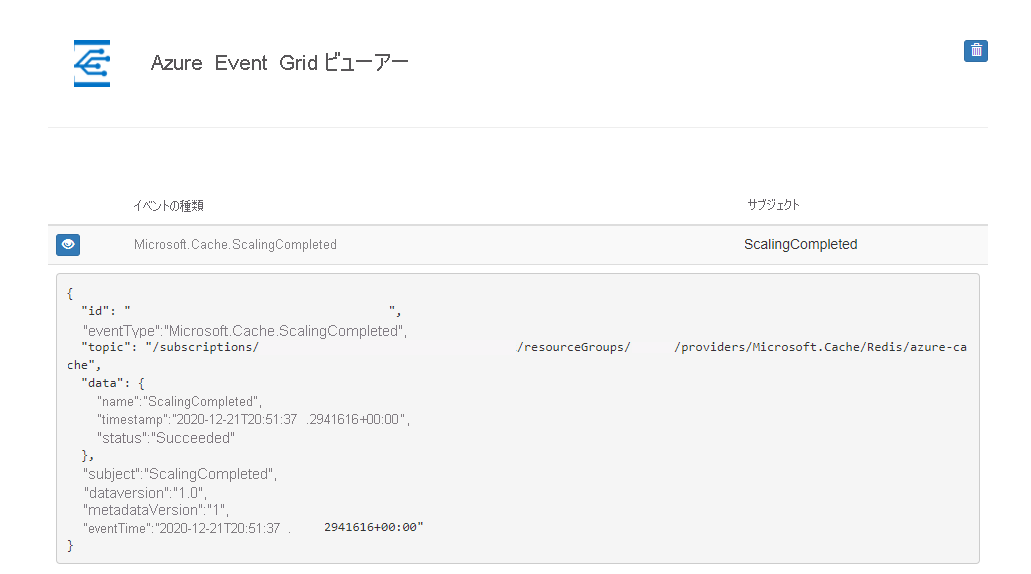 Azure Event Grid ビューアー
イベントの種類 サブジェクト
Microsoft.Cache.ScalingCompleted ScalingCompleted
{
"id": " ",
"eventType":"Microsoft.Cache.ScalingCompleted",
"topic": "/subscriptions/ /resourceGroups/ /providers/Microsoft.Cache/Redis/azure-ca
che",
"data": {
"name":"ScalingCompleted",
"timestamp":"2020-12-21T20:51:37 .2941616+00:00",
"status":"Succeeded"
},
"subject":"ScalingCompleted",
"dataversion":"1.0",
"metadataVersion":"1",
"eventTime":"2020-12-21T20:51:37 . 2941616+00:00"
}